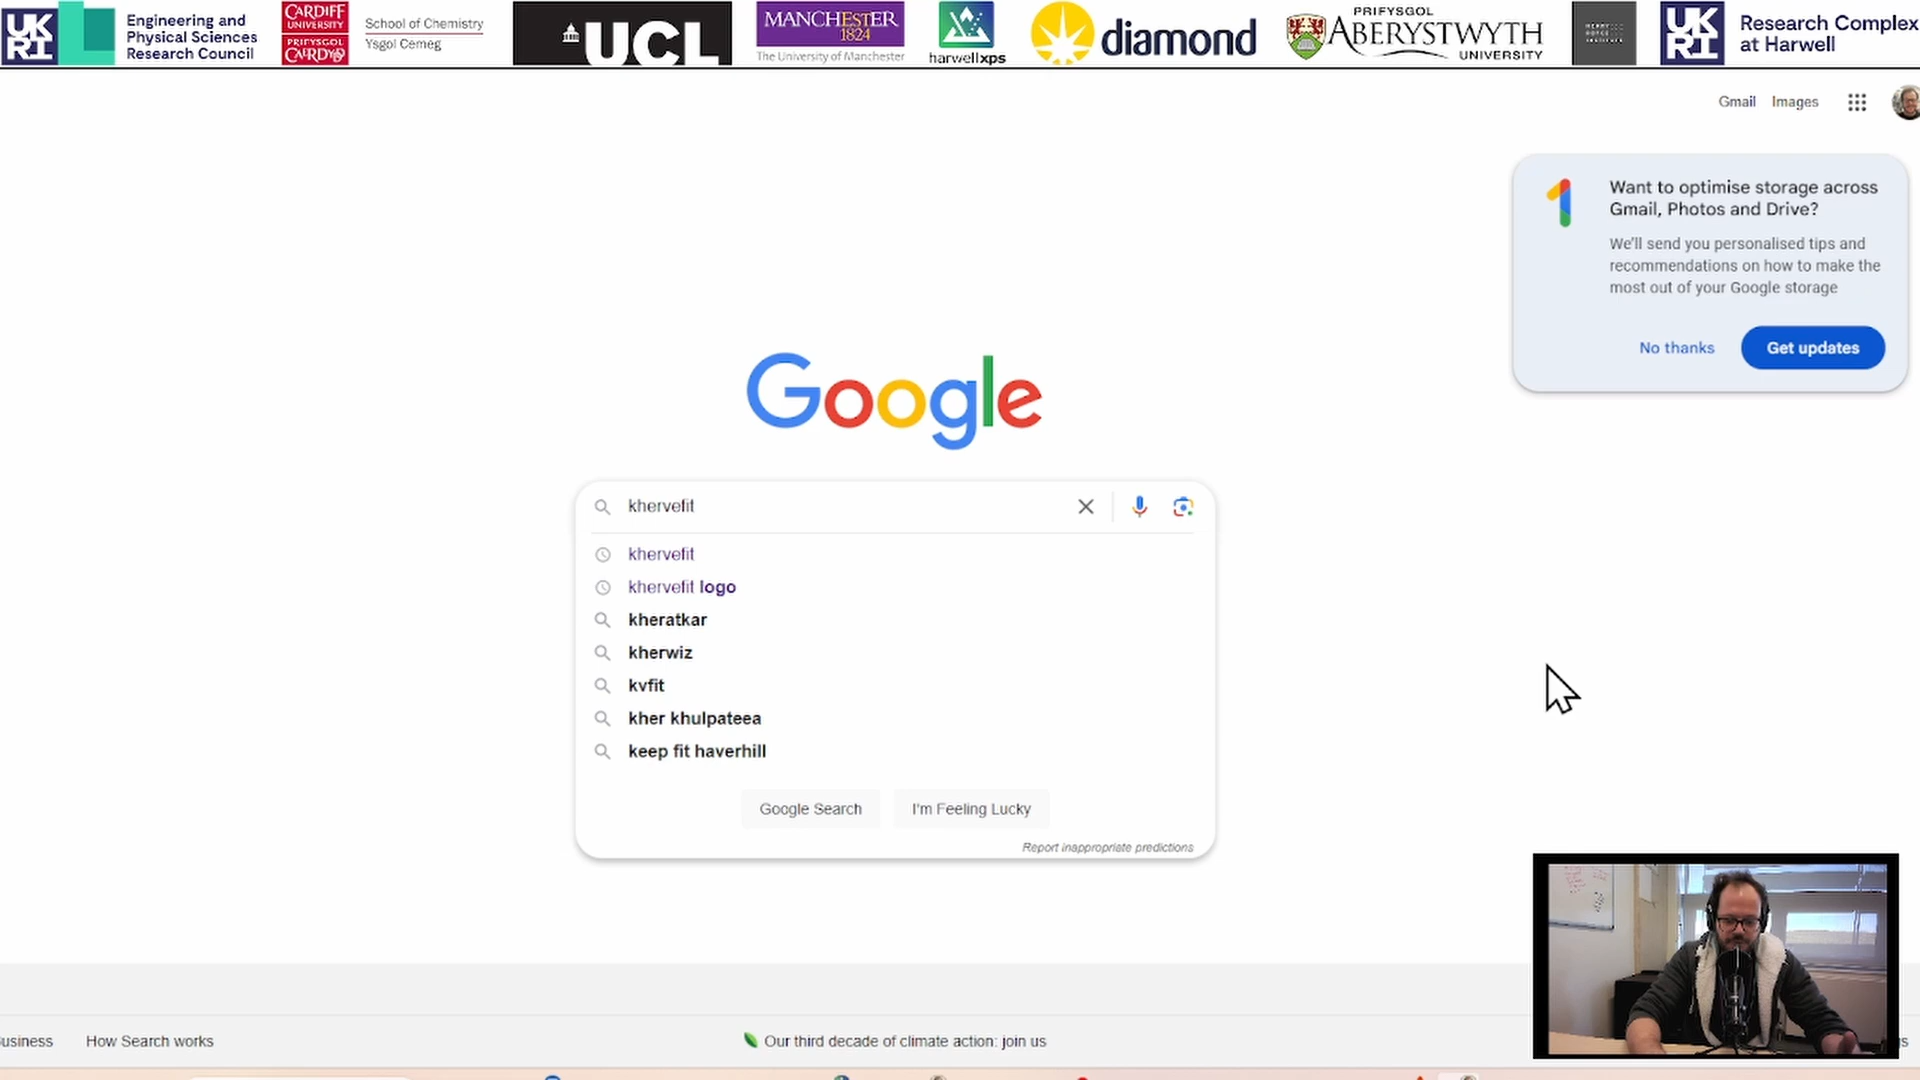 UK
RI
Engineering and
Physical Sciences
Research Council
CARDIFF
UNIVERSITY
PRIFYSGOL
CAERDYDD
School of Chemistry
Ysgol Cemeg
UCL
MANCHESTER
1824
The University of Manchester
harwellxps
diamond
PRIFYSGOL
ABERYSTWYTH
UNIVERSITY
UK
RI
Research Complex
at Harwell
Gmail Images
Want to optimise storage across
Gmail, Photos and Drive?
We'll send you personalised tips and
recommendations on how to make the
most out of your Google storage
No thanks Get updates
Google
khervefit
khervefit
khervefit logo
kheratkar
kherwiz
kvfit
kher khulpateea
keep fit haverhill
Google Search I'm Feeling Lucky
Report inappropriate predictions
usiness How Search works Our third decade of climate action: join us